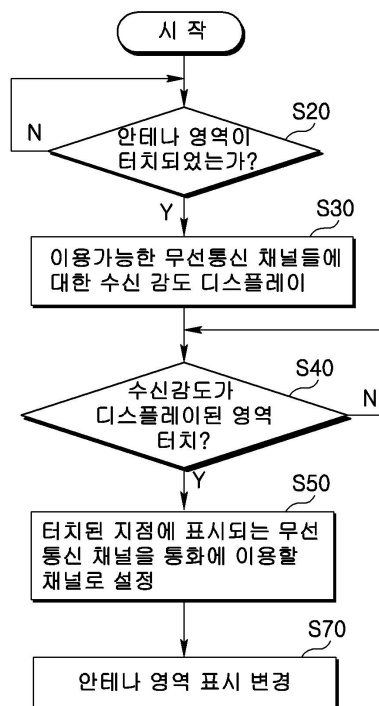 시 작
S20
N
안테나 영역이
터치되었는가?
Y
S30
이용가능한 무선통신 채널들에
대한 수신 감도 디스플레이
S40
수신감도가
디스플레이된 영역
터치?
N
Y
S50
터치된 지점에 표시되는 무선
통신 채널을 통화에 이용할
채널로 설정
S70
안테나 영역 표시 변경